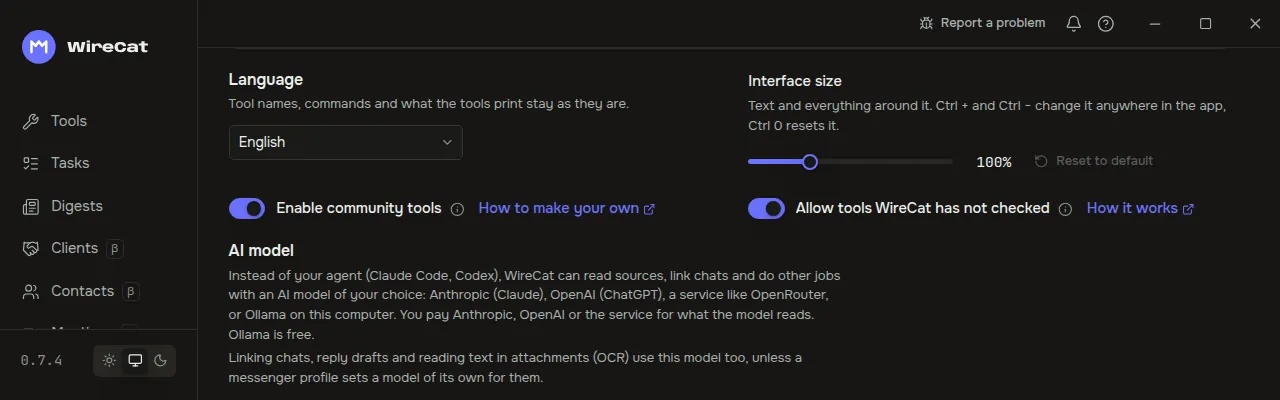 WireCat
Report a problem
Tools
Tasks
Digests
Clients β
Contacts β
0.7.4
Language
Tool names, commands and what the tools print stay as they are.
English
Interface size
Text and everything around it. Ctrl + and Ctrl − change it anywhere in the app,
Ctrl 0 resets it.
100% Reset to default
Enable community tools How to make your own
Allow tools WireCat has not checked How it works
AI model
Instead of your agent (Claude Code, Codex), WireCat can read sources, link chats and do other jobs
with an AI model of your choice: Anthropic (Claude), OpenAI (ChatGPT), a service like OpenRouter,
or Ollama on this computer. You pay Anthropic, OpenAI or the service for what the model reads.
Ollama is free.
Linking chats, reply drafts and reading text in attachments (OCR) use this model too, unless a
messenger profile sets a model of its own for them.